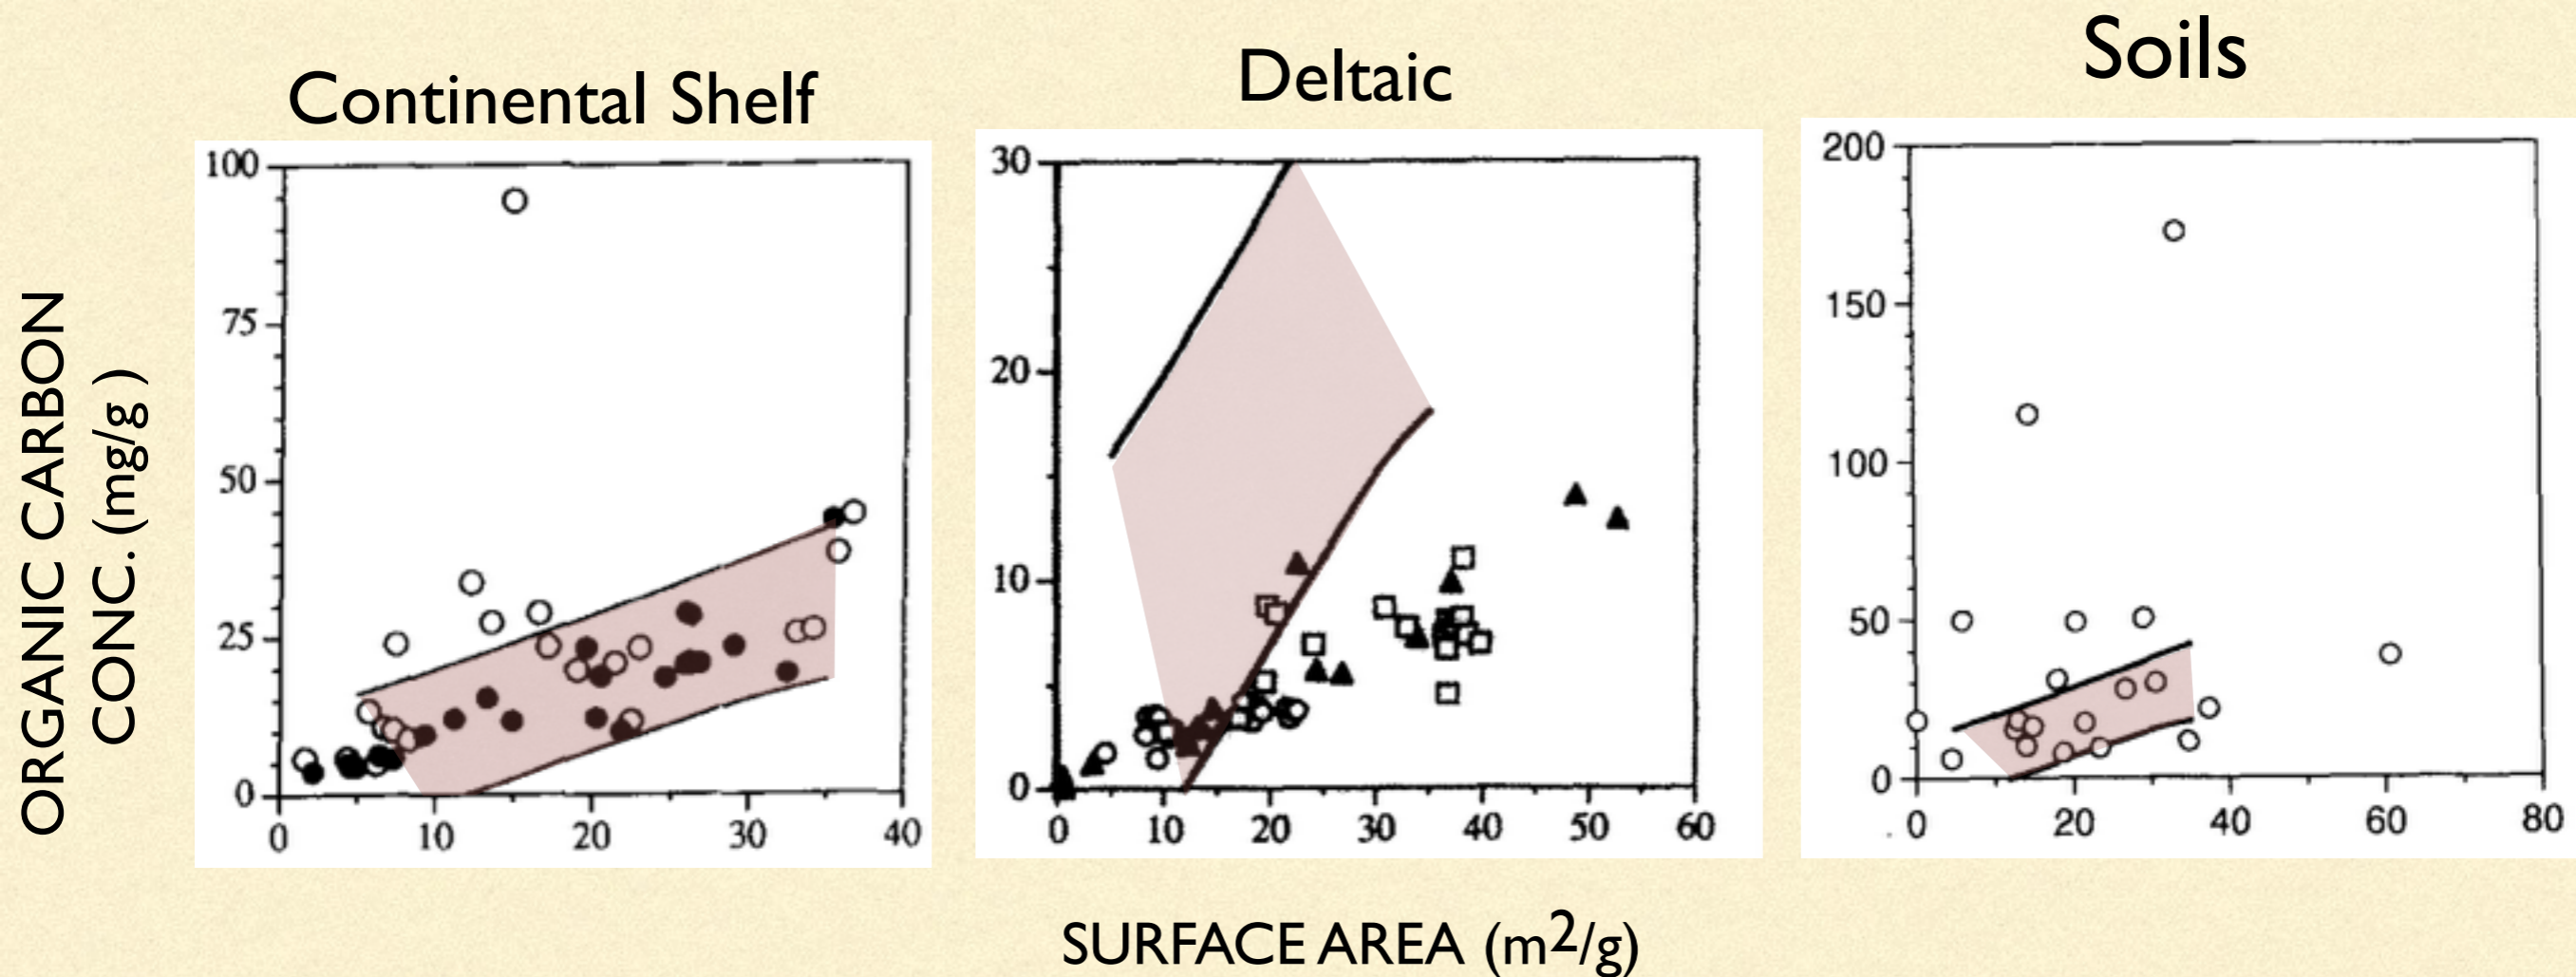 Continental Shelf
Deltaic
Soils
ORGANIC CARBON
CONC. (mg/g )
100
75
50
25
0
0 10 20 30 40
30
20
10
0
0 10 20 30 40 50 60
200
150
100
50
0
0 20 40 60 80
SURFACE AREA (m2/g)